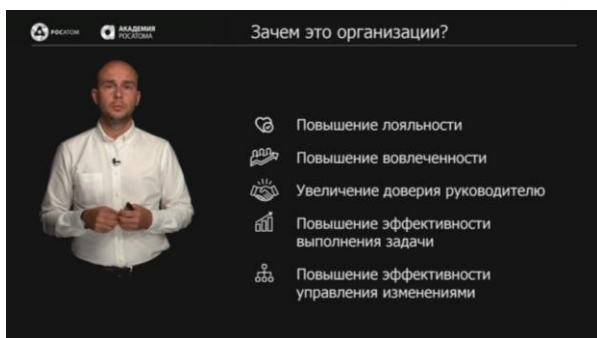 РОСАТОМ
АКАДЕМИЯ
РОСАТОМА
Зачем это организации?
Повышение лояльности
Повышение вовлеченности
Увеличение доверия руководителю
Повышение эффективности
выполнения задачи
Повышение эффективности
управления изменениями